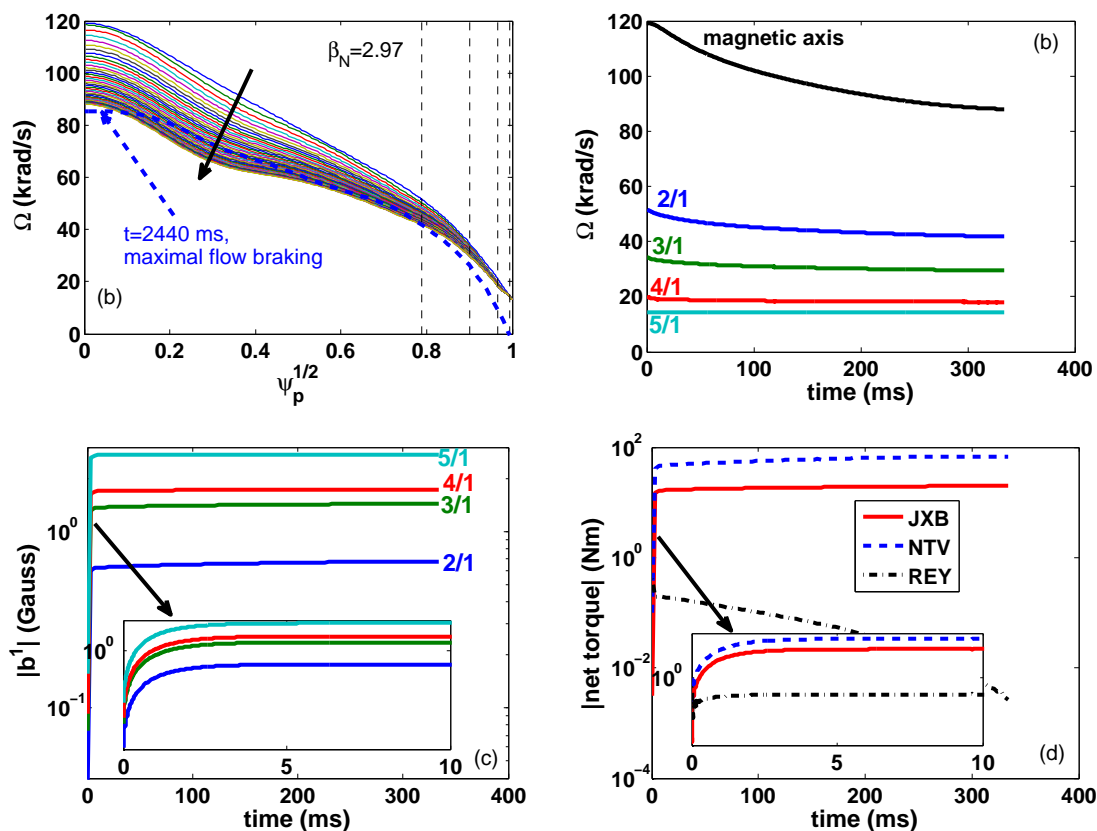 120
100
80
60
40
20
0
Ω (krad/s)
β_N=2.97
t=2440 ms,
maximal flow braking
(b)
0 0.2 0.4 0.6 0.8 1
ψ_p^{1/2}
120
100
80
60
40
20
0
Ω (krad/s)
magnetic axis
(b)
2/1
3/1
4/1
5/1
0 100 200 300 400
time (ms)
10^0
10^−1
|b^1| (Gauss)
5/1
4/1
3/1
2/1
10^0
0 5 10
(c)
0 100 200 300 400
time (ms)
10^2
10^0
10^−2
10^−4
|net torque| (Nm)
JXB
NTV
REY
10^0
0 5 10
(d)
0 100 200 300 400
time (ms)